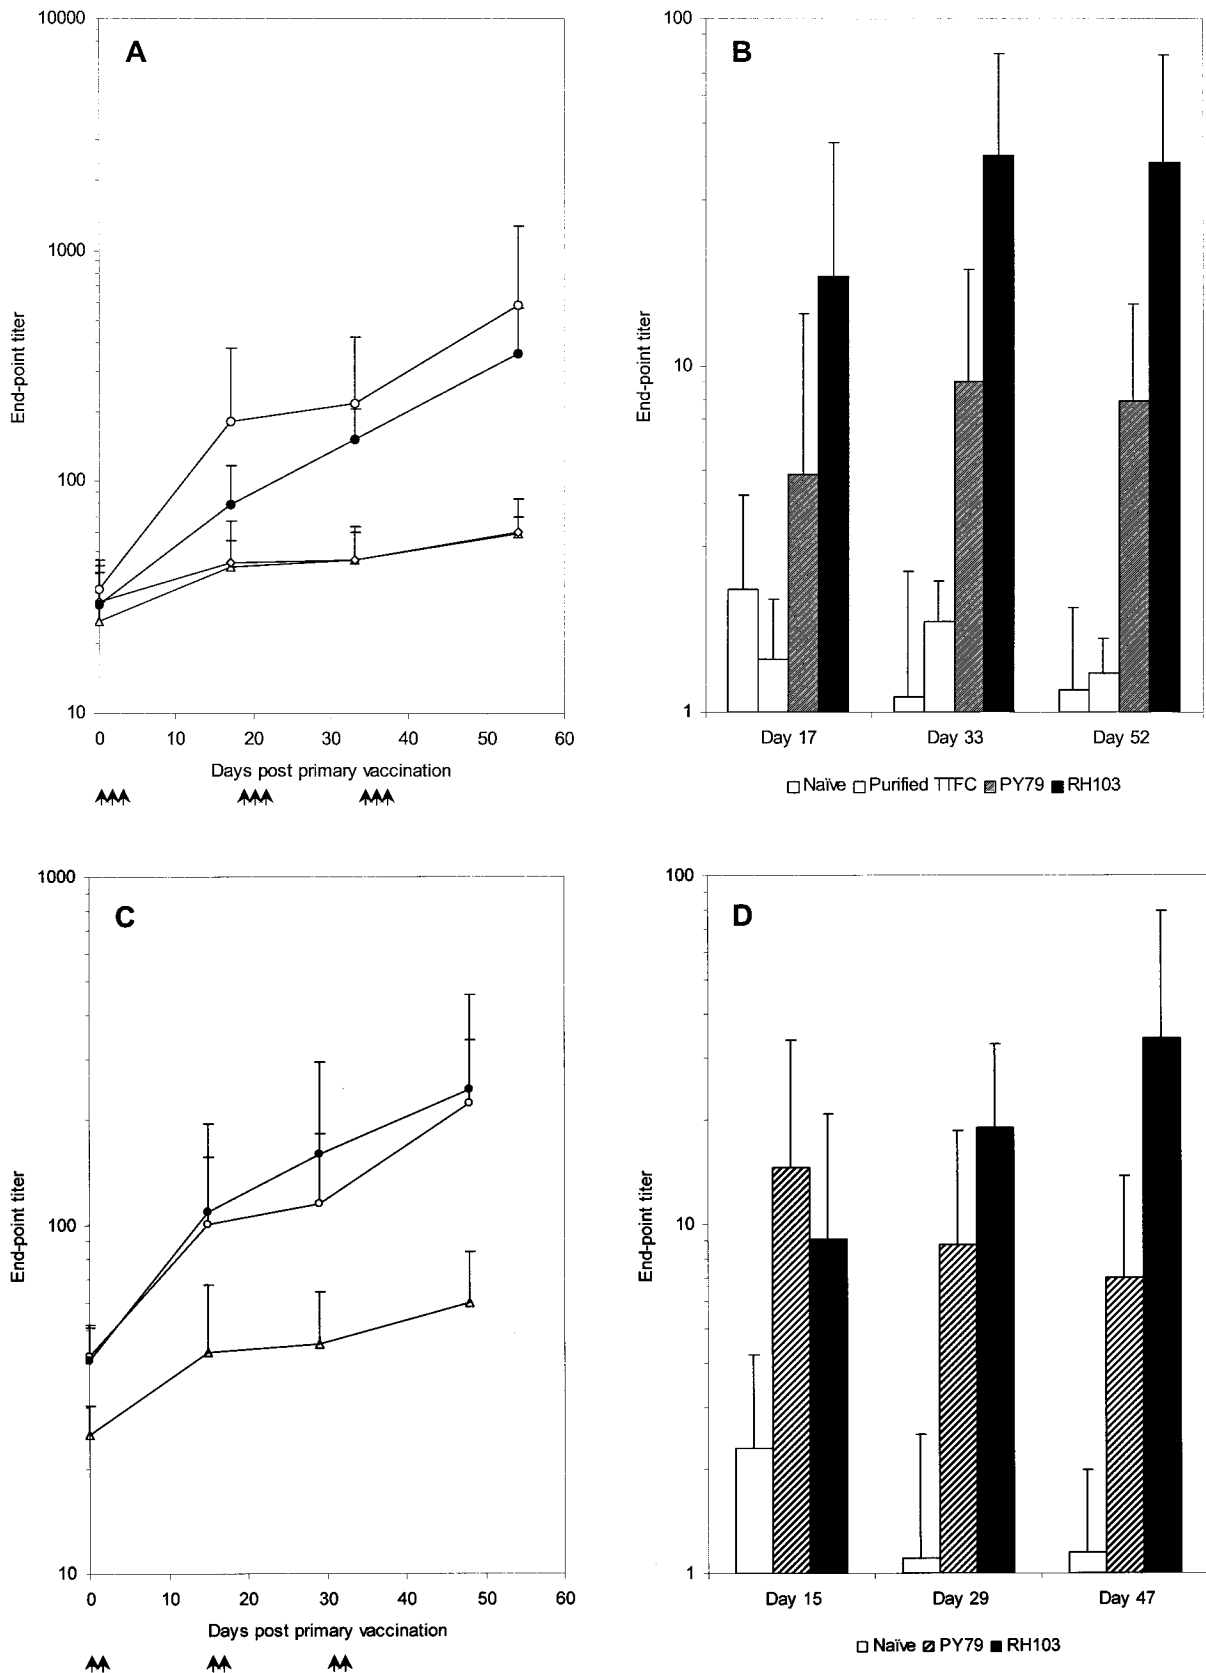 A
10000
1000
100
10
End-point titer
0 10 20 30 40 50 60
Days post primary vaccination
B
100
10
1
End-point titer
Day 17 Day 33 Day 52
Naïve Purified TTFC PY79 RH103
C
1000
100
10
End-point titer
0 10 20 30 40 50 60
Days post primary vaccination
D
100
10
1
End-point titer
Day 15 Day 29 Day 47
Naïve PY79 RH103